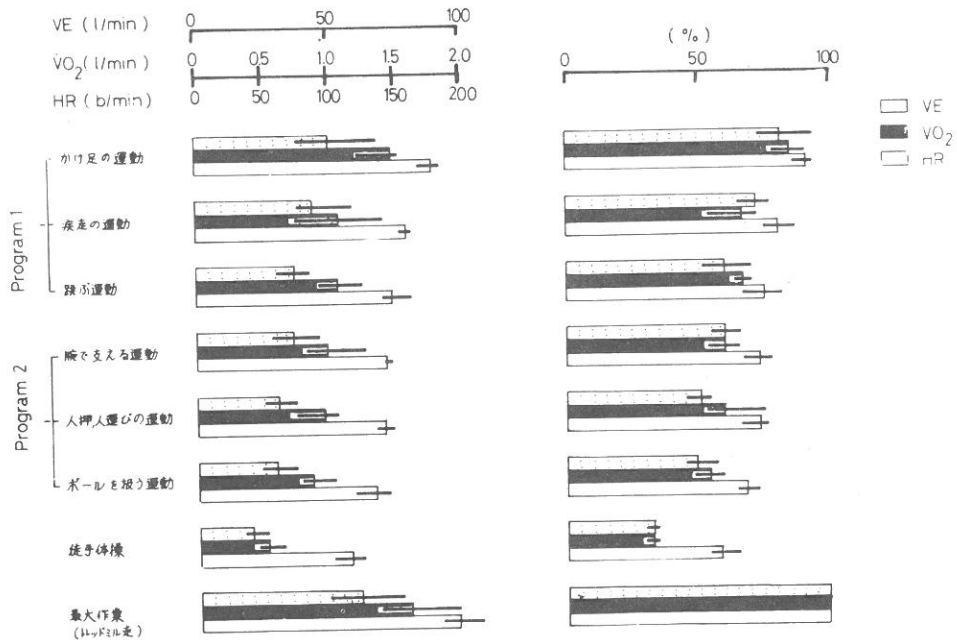 VE (l/min)
0 50 100
V̇O₂(l/min)
0 0.5 1.0 1.5 2.0
HR (b/min)
0 50 100 150 200
(%)
0 50 100
VE
VO₂
HR
Program 1
かけ足の運動
疾走の運動
跳ぶ運動
Program 2
腕で支える運動
人押,人運びの運動
ボールを扱う運動
徒手体操
最大作業
(トレッドミル走)